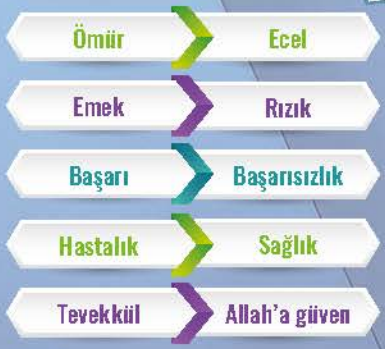 Ömür Ecel
Emek Rızık
Başarı Başarısızlık
Hastalık Sağlık
Tevekkül Allah'a güven